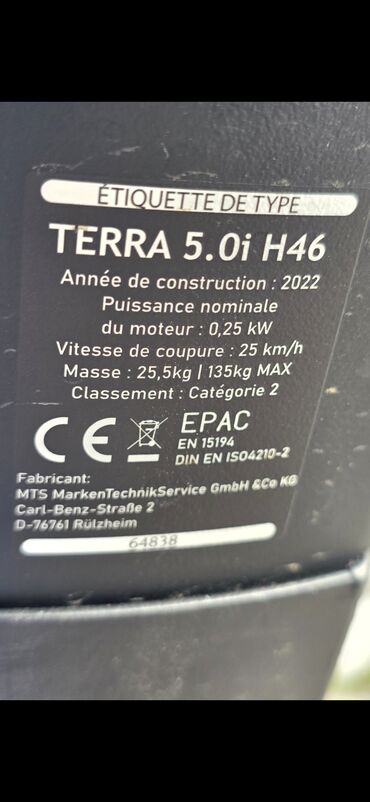 ÉTIQUETTE DE TYPE
TERRA 5.0i H46
Année de construction : 2022
Puissance nominale
du moteur : 0,25 kW
Vitesse de coupure : 25 km/h
Masse : 25,5kg | 135kg MAX
Classement : Catégorie 2
CE EPAC
EN 15194
DIN EN ISO4210-2
Fabricant:
MTS MarkenTechnikService GmbH &Co KG
Carl-Benz-Straße 2
D-76761 Rülzheim
64838